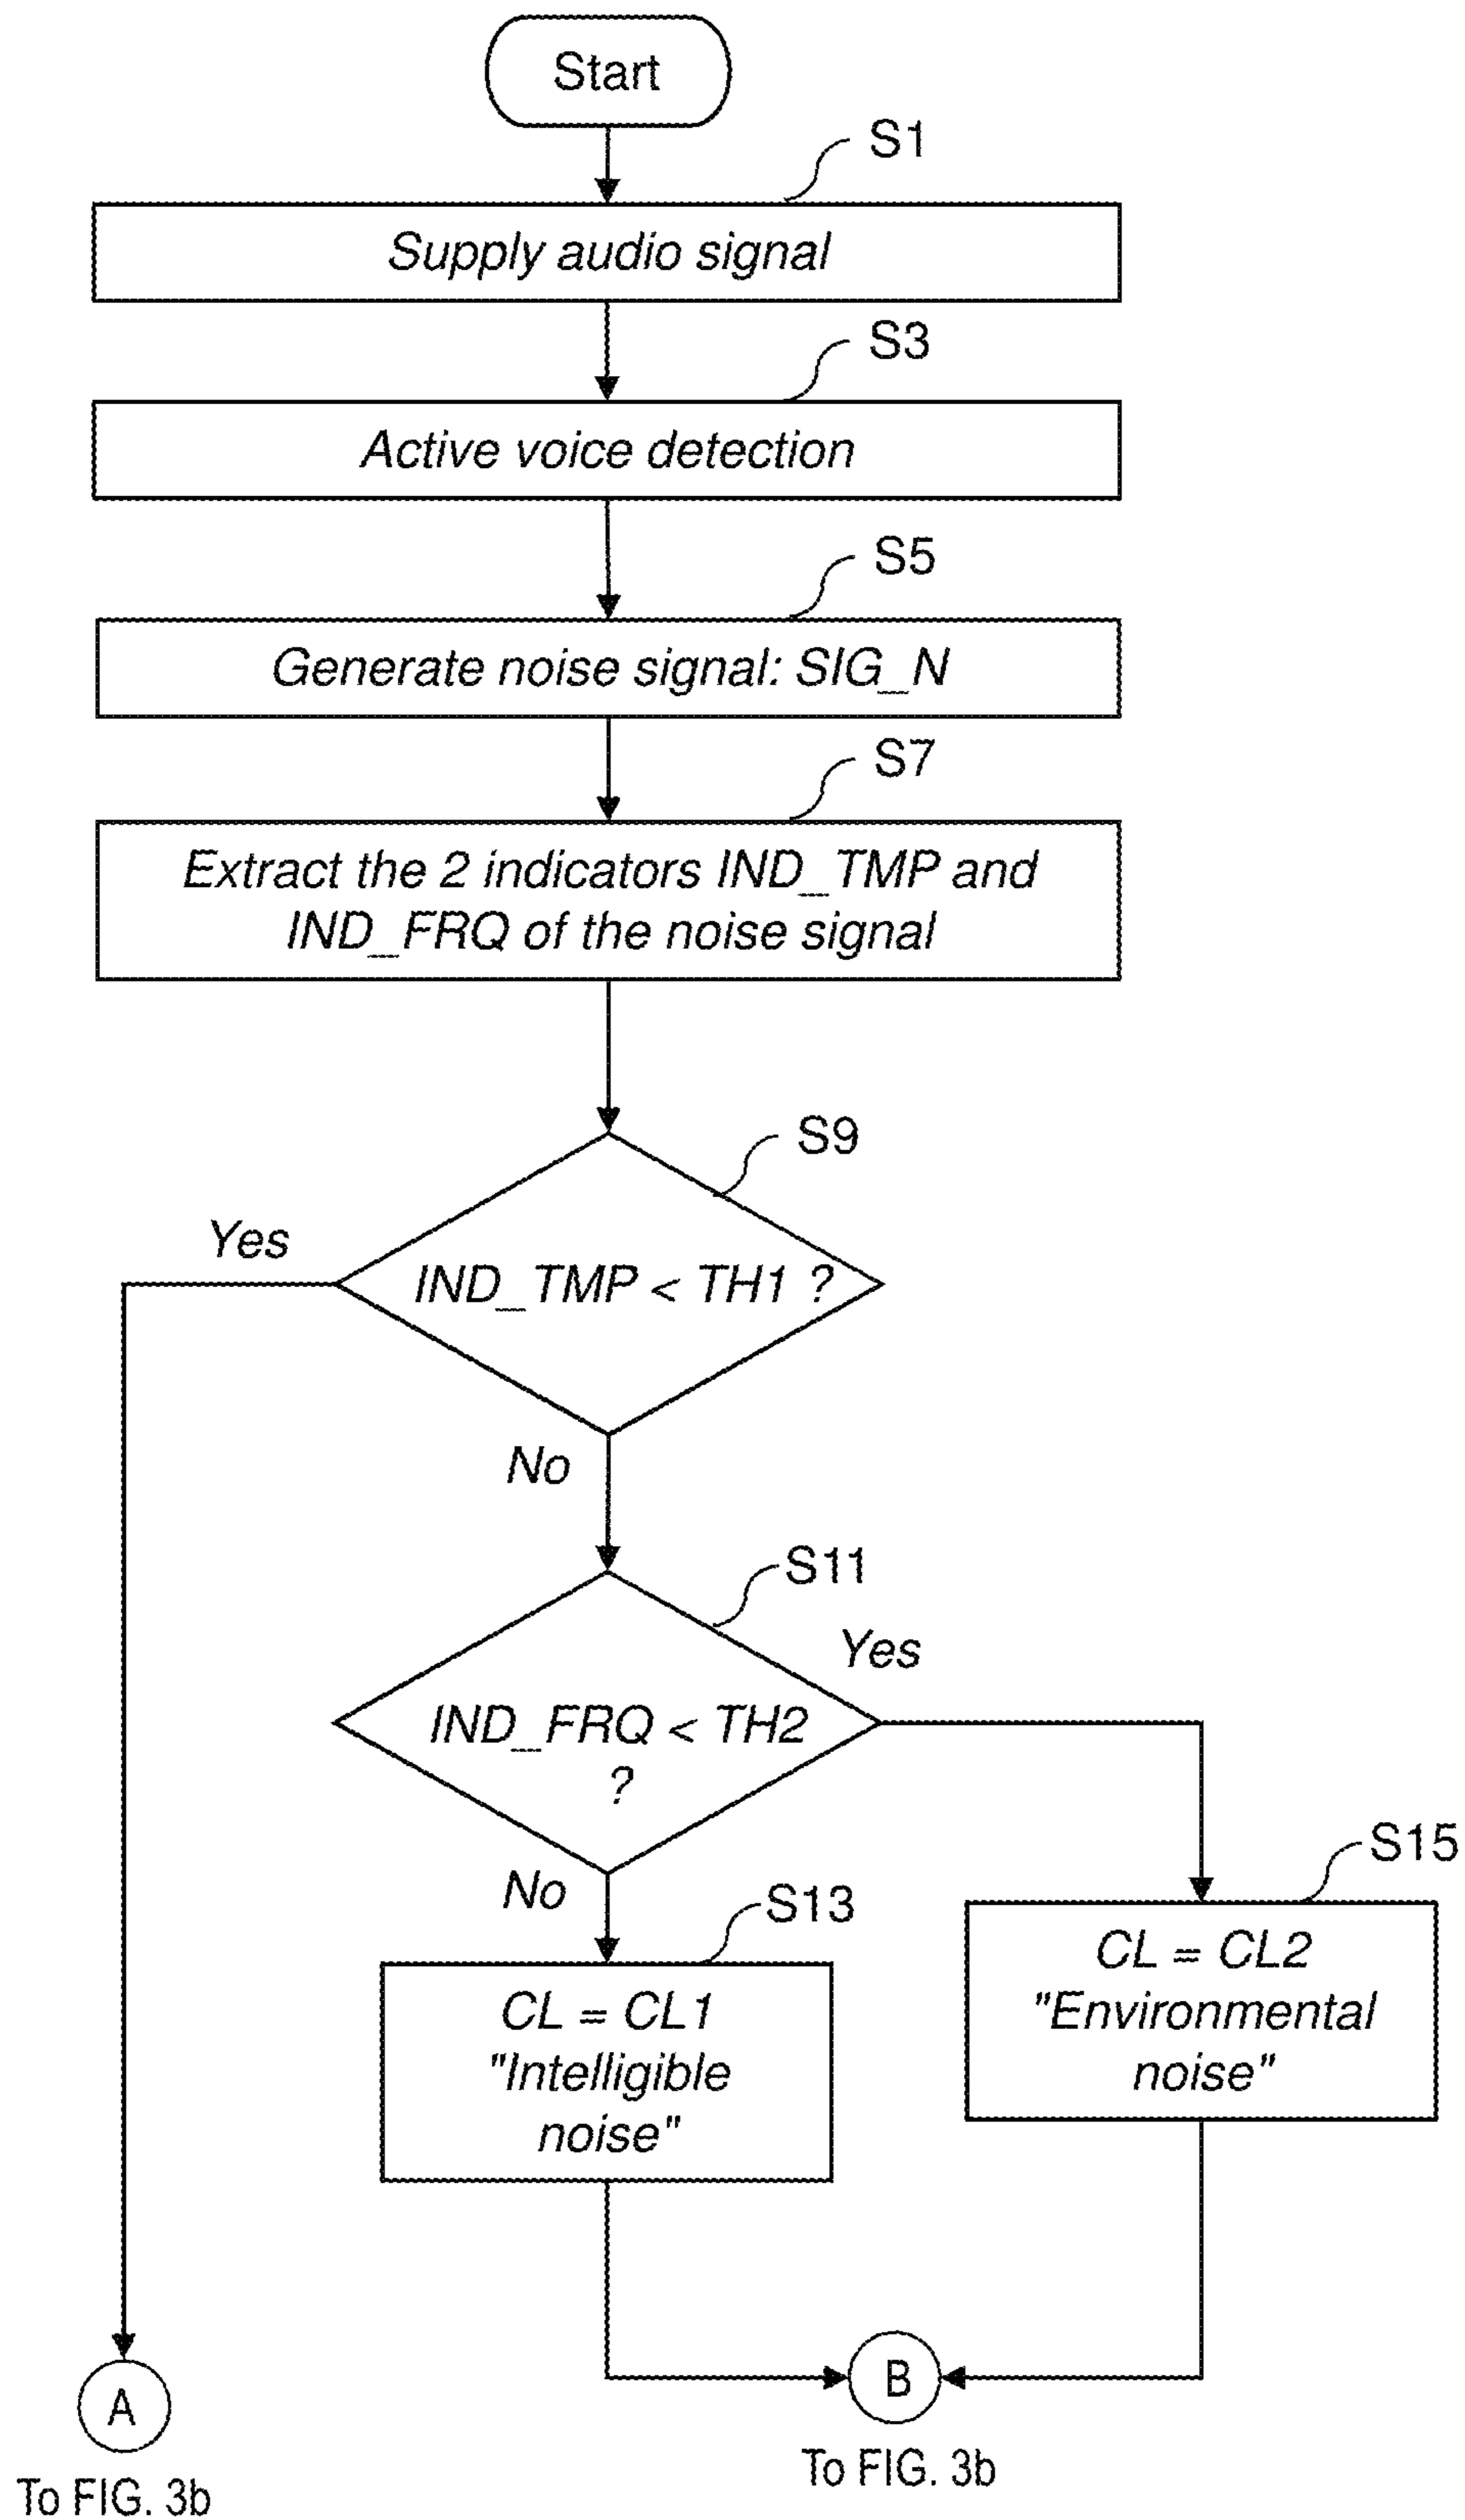 Start
S1
Supply audio signal
S3
Active voice detection
S5
Generate noise signal: SIG_N
S7
Extract the 2 indicators IND_TMP and
IND_FRQ of the noise signal
S9
Yes
IND_TMP < TH1 ?
No
S11
Yes
IND_FRQ < TH2
?
No
S13
CL = CL1
"Intelligible
noise"
S15
CL = CL2
"Environmental
noise"
A
To FIG. 3b
B
To FIG. 3b